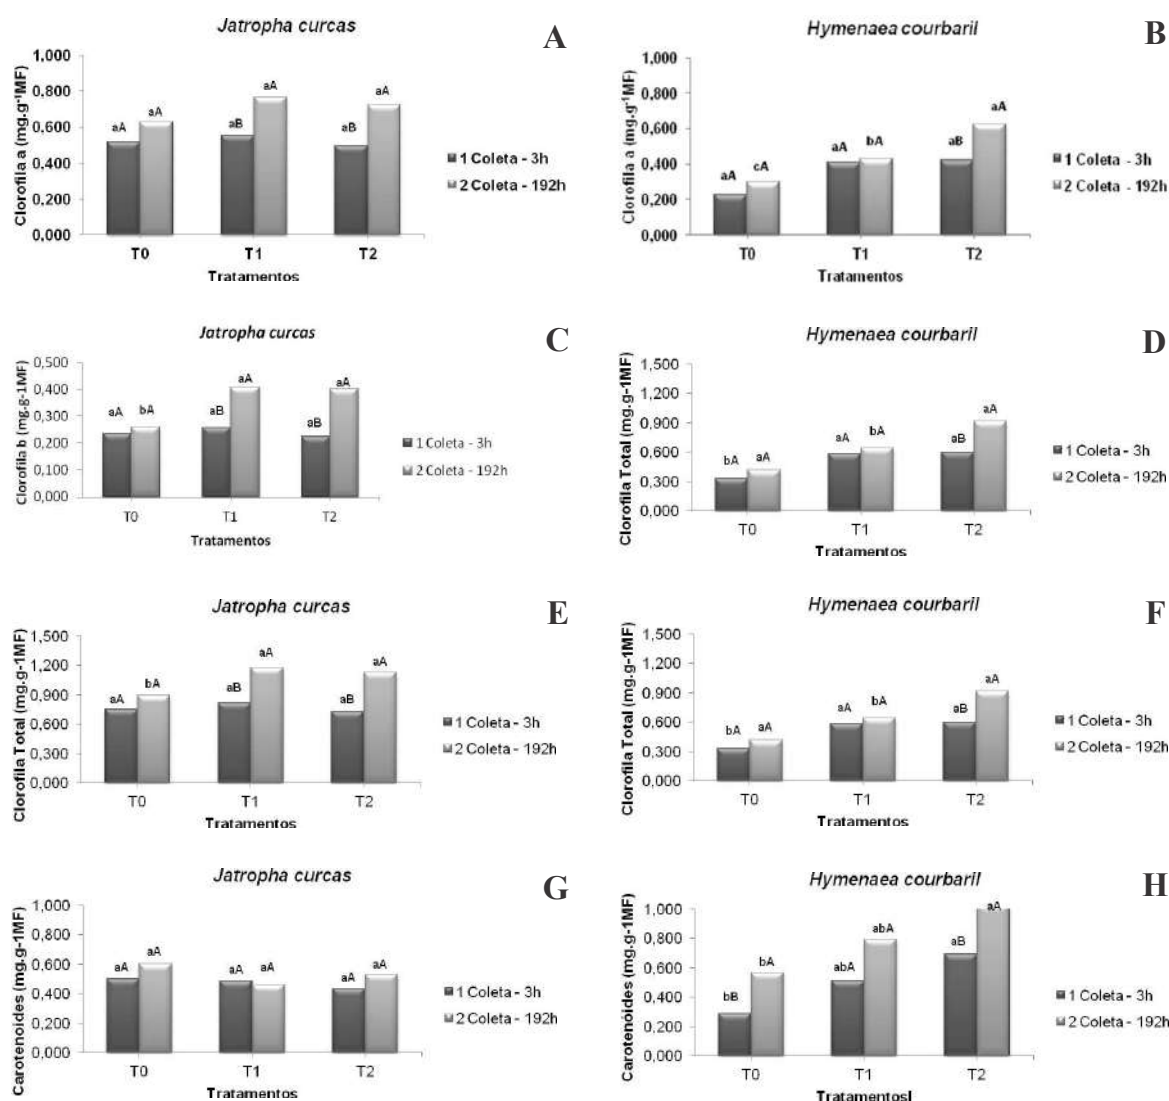 Jatropha curcas
A
Clorofila a (mg.g-¹MF)
1,000
0,800
0,600
0,400
0,200
0,000
aA
aA
aB
aA
aB
aA
T0
T1
T2
Tratamentos
1 Coleta - 3h
2 Coleta - 192h
Hymenaea courbaril
B
Clorofila a (mg.g-¹MF)
1,000
0,800
0,600
0,400
0,200
0,000
aA
cA
aA
bA
aB
aA
T0
T1
T2
Tratamentos
1 Coleta - 3h
2 Coleta - 192h
Jatropha curcas
C
Clorofila b (mg.g-1MF)
0,500
0,400
0,300
0,200
0,100
0,000
aA
bA
aB
aA
aB
aA
T0
T1
T2
Tratamentos
1 Coleta - 3h
2 Coleta - 192h
Hymenaea courbaril
D
Clorofila Total (mg.g-1MF)
1,500
1,200
0,900
0,600
0,300
0,000
bA
aA
aA
bA
aB
aA
T0
T1
T2
Tratamentos
1 Coleta - 3h
2 Coleta - 192h
Jatropha curcas
E
Clorofila Total (mg.g-1MF)
1,500
1,200
0,900
0,600
0,300
0,000
aA
bA
aB
aA
aB
aA
T0
T1
T2
Tratamentos
1 Coleta - 3h
2 Coleta - 192h
Hymenaea courbaril
F
Clorofila Total (mg.g-1MF)
1,500
1,200
0,900
0,600
0,300
0,000
bA
aA
aA
bA
aB
aA
T0
T1
T2
Tratamentos
1 Coleta - 3h
2 Coleta - 192h
Jatropha curcas
G
Carotenoides (mg.g-1MF)
1,000
0,800
0,600
0,400
0,200
0,000
aA
aA
aA
aA
aA
aA
T0
T1
T2
Tratamentos
1 Coleta - 3h
2 Coleta - 192h
Hymenaea courbaril
H
Carotenóides (mg.g-1MF)
1,000
0,800
0,600
0,400
0,200
0,000
bB
bA
abA
abA
aB
aA
T0
T1
T2
Tratamentosl
1 Coleta - 3h
2 Coleta - 192h